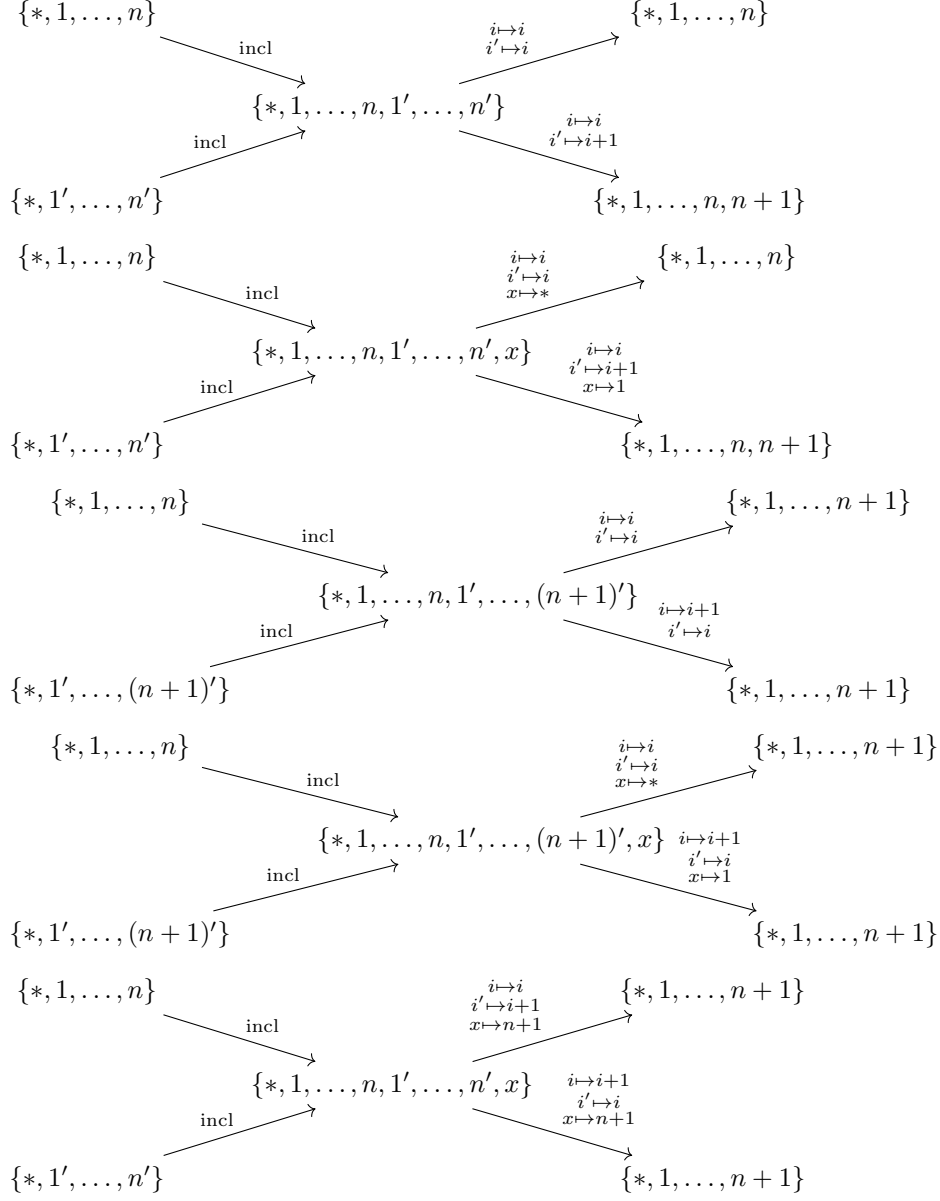 {∗, 1, . . . , n} i↦i {∗, 1, . . . , n}
incl i′↦i
{∗, 1, . . . , n, 1′, . . . , n′}
incl i↦i
i′↦i+1
{∗, 1′, . . . , n′} {∗, 1, . . . , n, n + 1}
{∗, 1, . . . , n} i↦i {∗, 1, . . . , n}
incl i′↦i
x↦∗
{∗, 1, . . . , n, 1′, . . . , n′, x} i↦i
incl i′↦i+1
x↦1
{∗, 1′, . . . , n′} {∗, 1, . . . , n, n + 1}
{∗, 1, . . . , n} i↦i {∗, 1, . . . , n + 1}
incl i′↦i
{∗, 1, . . . , n, 1′, . . . , (n + 1)′} i↦i+1
incl i′↦i
{∗, 1′, . . . , (n + 1)′} {∗, 1, . . . , n + 1}
{∗, 1, . . . , n} i↦i {∗, 1, . . . , n + 1}
incl i′↦i
x↦∗
{∗, 1, . . . , n, 1′, . . . , (n + 1)′, x} i↦i+1
incl i′↦i
x↦1
{∗, 1′, . . . , (n + 1)′} {∗, 1, . . . , n + 1}
{∗, 1, . . . , n} i↦i {∗, 1, . . . , n + 1}
incl i′↦i+1
x↦n+1
{∗, 1, . . . , n, 1′, . . . , n′, x} i↦i+1
incl i′↦i
x↦n+1
{∗, 1′, . . . , n′} {∗, 1, . . . , n + 1}